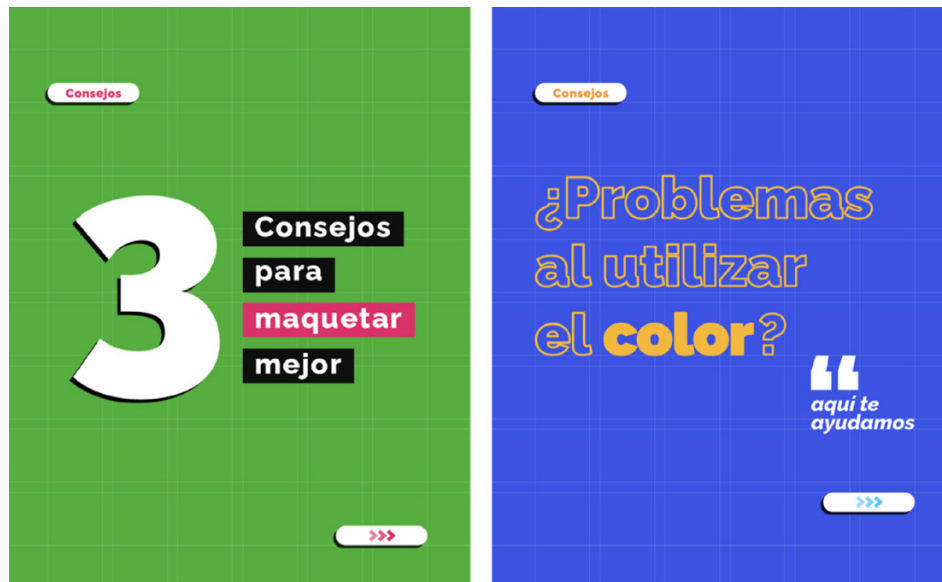 Consejos
3
Consejos
para
maquetar
mejor
>>>
Consejos
¿Problemas
al utilizar
el color?
“
aquí te
ayudamos
>>>